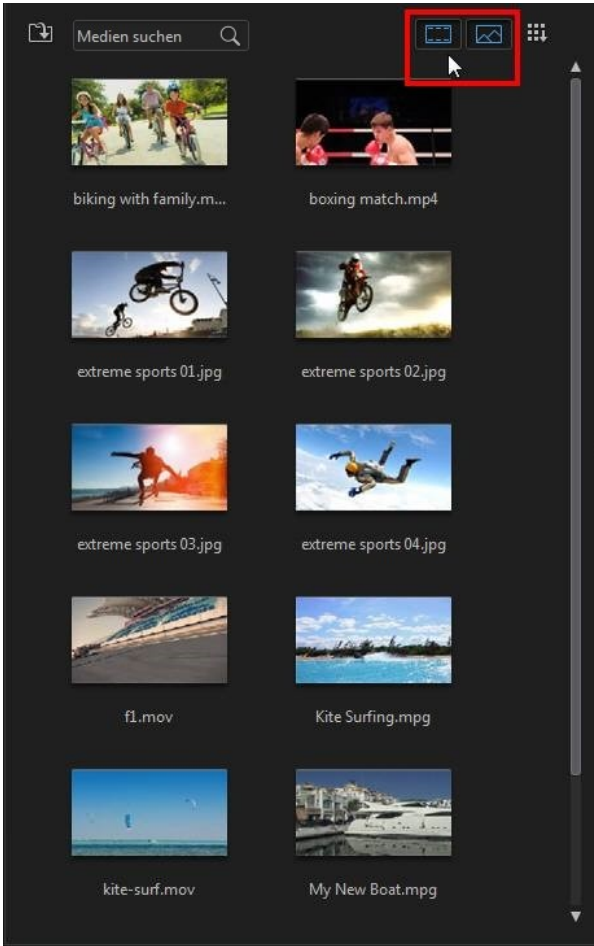 Medien suchen
biking with family.m...
boxing match.mp4
extreme sports 01.jpg
extreme sports 02.jpg
extreme sports 03.jpg
extreme sports 04.jpg
f1.mov
Kite Surfing.mpg
kite-surf.mov
My New Boat.mpg